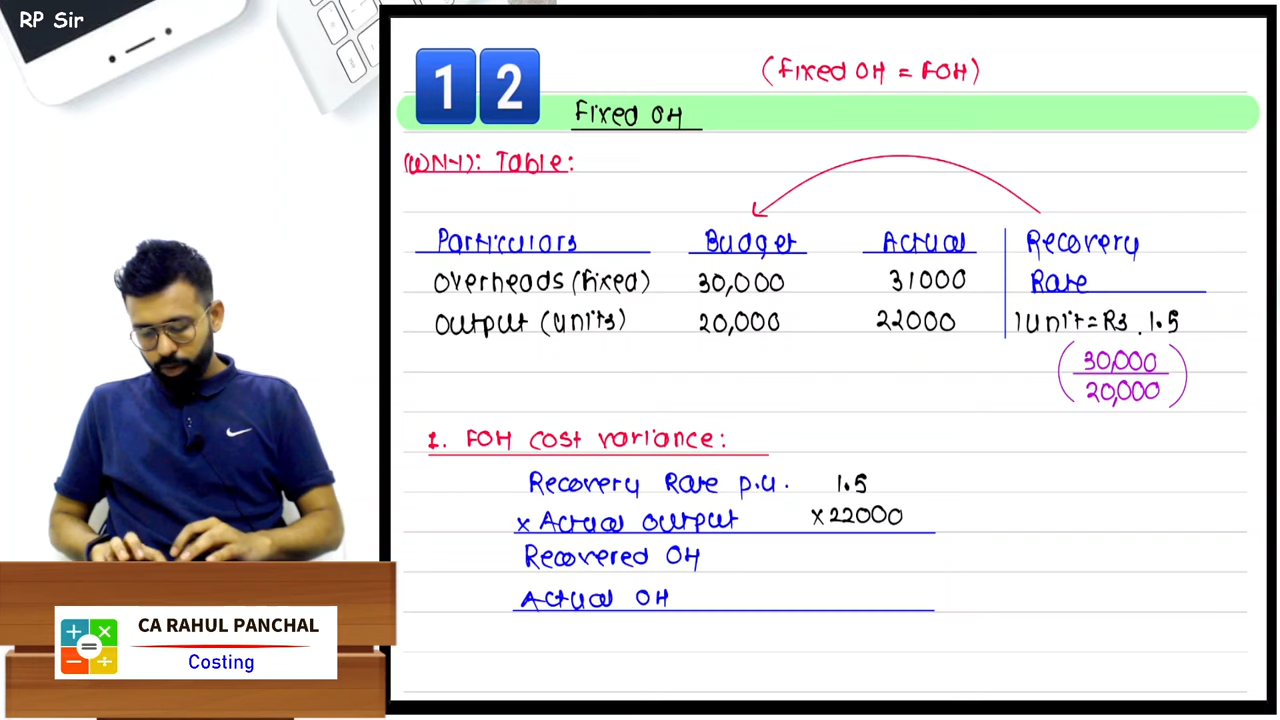 RP Sir
12
(Fixed OH = FOH)
Fixed OH
(WN-1): Table:
Particulars Budget Actual Recovery Rate
Overheads (fixed) 30,000 31000
Output (Units) 20,000 22000 1 Unit = Rs. 1.5
(30,000
20,000)
1. FOH cost variance:
Recovery Rate p.u. 1.5
x Actual output x 22000
Recovered OH
Actual OH
CA RAHUL PANCHAL
Costing